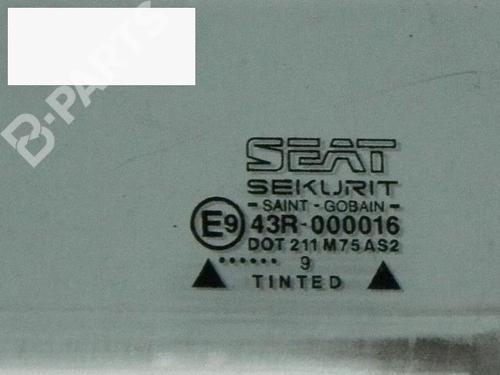 B-PARTS
SEAT
SEKURIT
- SAINT - GOBAIN -
E9 43R-000016
DOT 211 M75 AS2
...... 9
TINTED